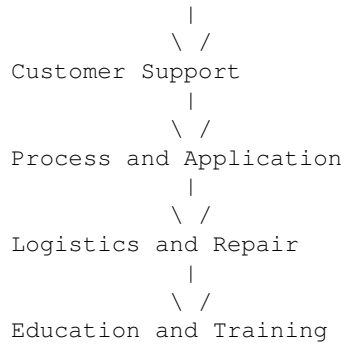 |
\ /
Customer Support
|
\ /
Process and Application
|
\ /
Logistics and Repair
|
\ /
Education and Training